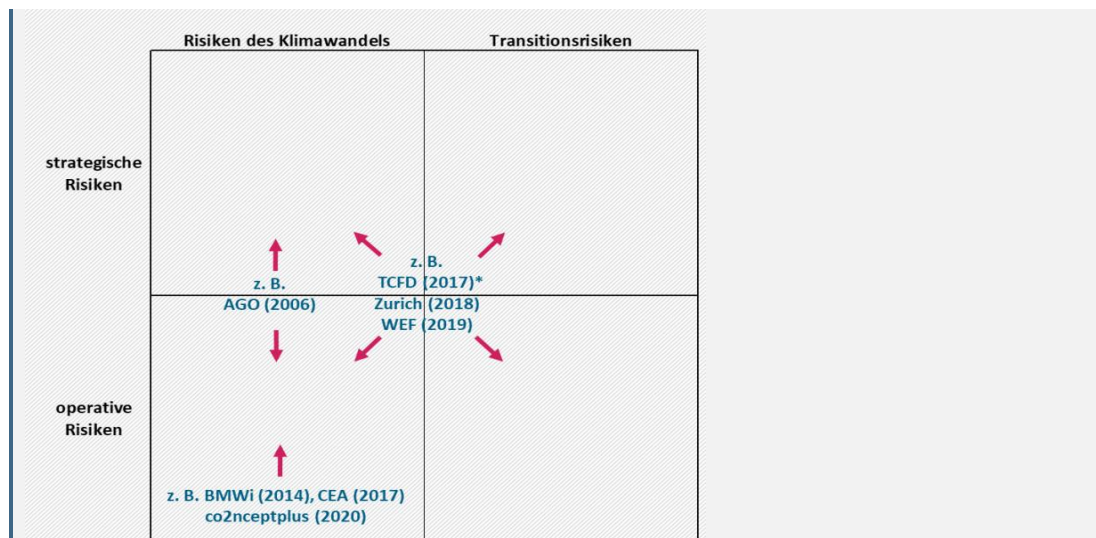 Risiken des Klimawandels
Transitionsrisiken
strategische
Risiken
z. B.
AGO (2006)
z. B.
TCFD (2017)*
Zurich (2018)
WEF (2019)
operative
Risiken
z. B. BMWi (2014), CEA (2017)
co2nceptplus (2020)